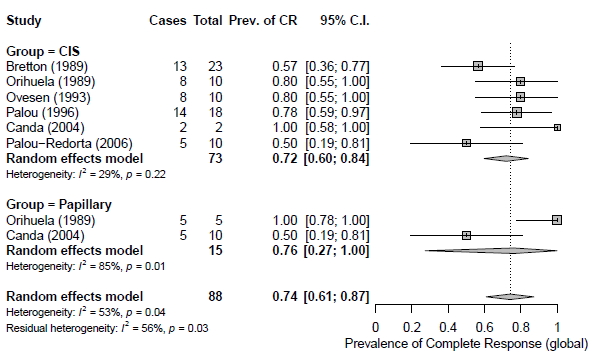 Study Cases Total Prev. of CR 95% C.I.
Group = CIS
Bretton (1989) 13 23 0.57 [0.36; 0.77]
Orihuela (1989) 8 10 0.80 [0.55; 1.00]
Ovesen (1993) 8 10 0.80 [0.55; 1.00]
Palou (1996) 14 18 0.78 [0.59; 0.97]
Canda (2004) 2 2 1.00 [0.58; 1.00]
Palou−Redorta (2006) 5 10 0.50 [0.19; 0.81]
Random effects model 73 0.72 [0.60; 0.84]
Heterogeneity: I² = 29%, p = 0.22
Group = Papillary
Orihuela (1989) 5 5 1.00 [0.78; 1.00]
Canda (2004) 5 10 0.50 [0.19; 0.81]
Random effects model 15 0.76 [0.27; 1.00]
Heterogeneity: I² = 85%, p = 0.01
Random effects model 88 0.74 [0.61; 0.87]
Heterogeneity: I² = 53%, p = 0.04
Residual heterogeneity: I² = 56%, p = 0.03
0 0.2 0.4 0.6 0.8 1
Prevalence of Complete Response (global)